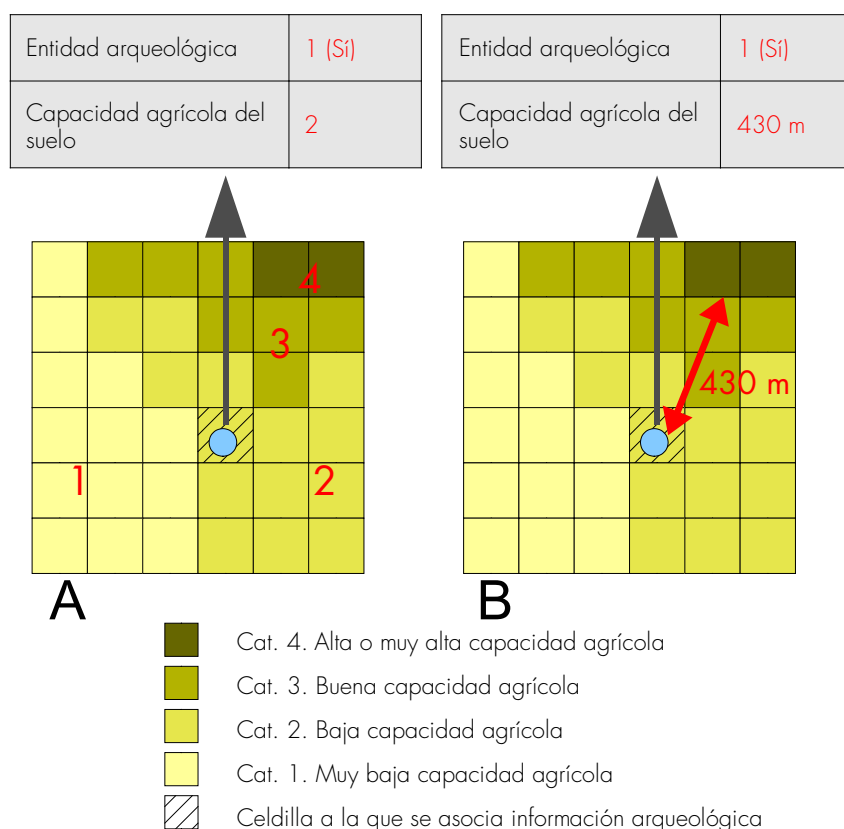 Entidad arqueológica 1 (Sí)
Capacidad agrícola del
suelo 2
Entidad arqueológica 1 (Sí)
Capacidad agrícola del
suelo 430 m
4
3
1
2
A
430 m
B
Cat. 4. Alta o muy alta capacidad agrícola
Cat. 3. Buena capacidad agrícola
Cat. 2. Baja capacidad agrícola
Cat. 1. Muy baja capacidad agrícola
Celdilla a la que se asocia información arqueológica